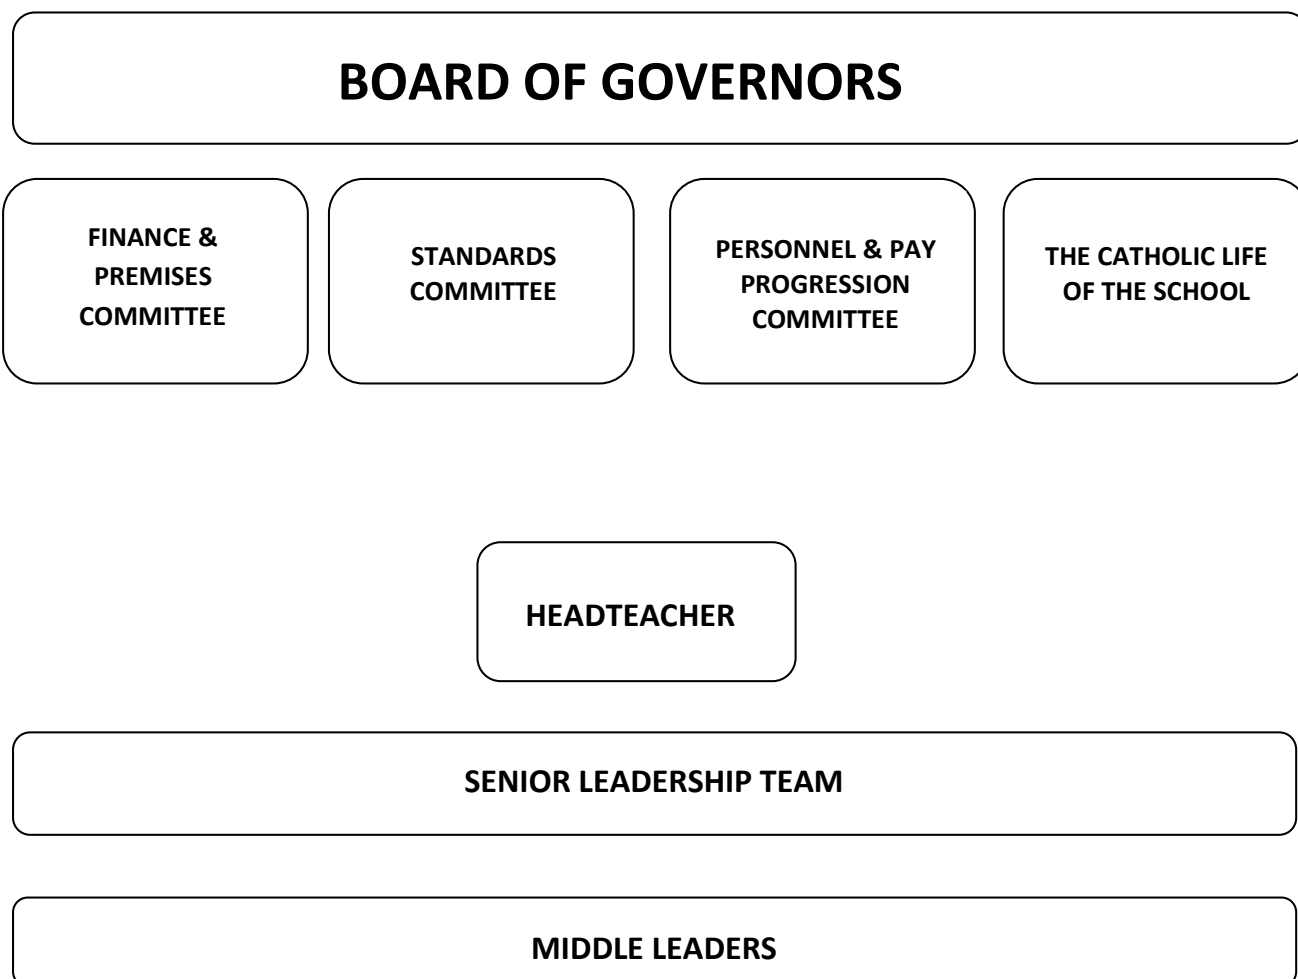 BOARD OF GOVERNORS
FINANCE &
PREMISES
COMMITTEE
STANDARDS
COMMITTEE
PERSONNEL & PAY
PROGRESSION
COMMITTEE
THE CATHOLIC LIFE
OF THE SCHOOL
HEADTEACHER
SENIOR LEADERSHIP TEAM
MIDDLE LEADERS